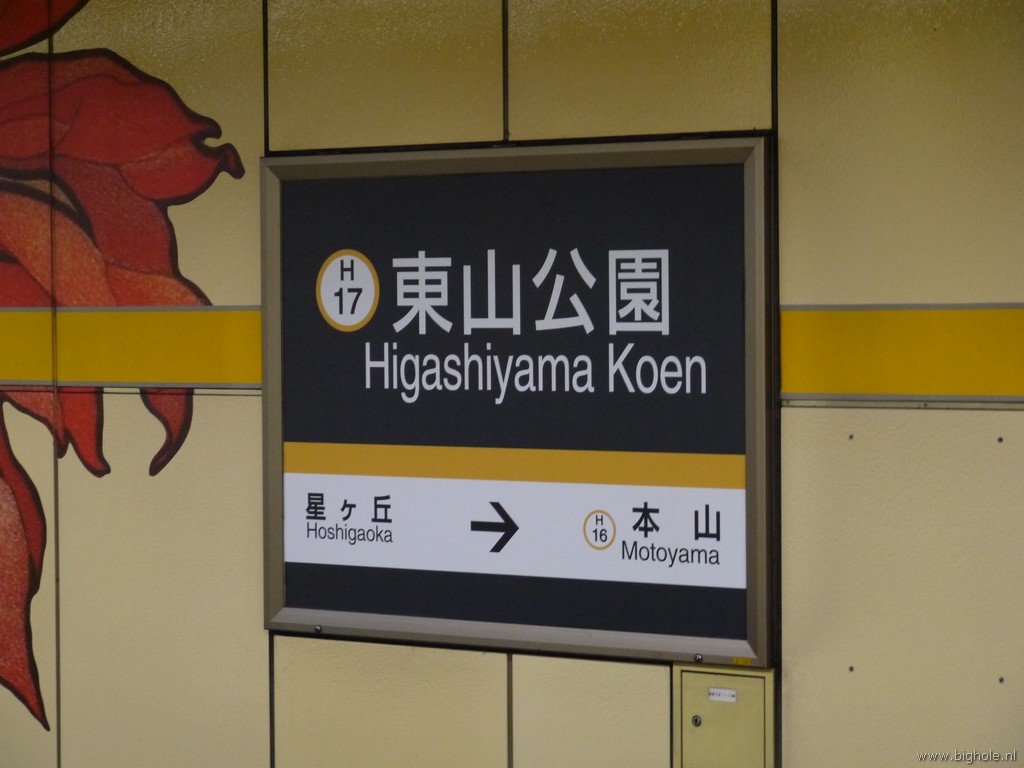 H
17
東山公園
Higashiyama Koen
星ヶ丘
Hoshigaoka
→
H
16
本山
Motoyama
www.bighole.nl